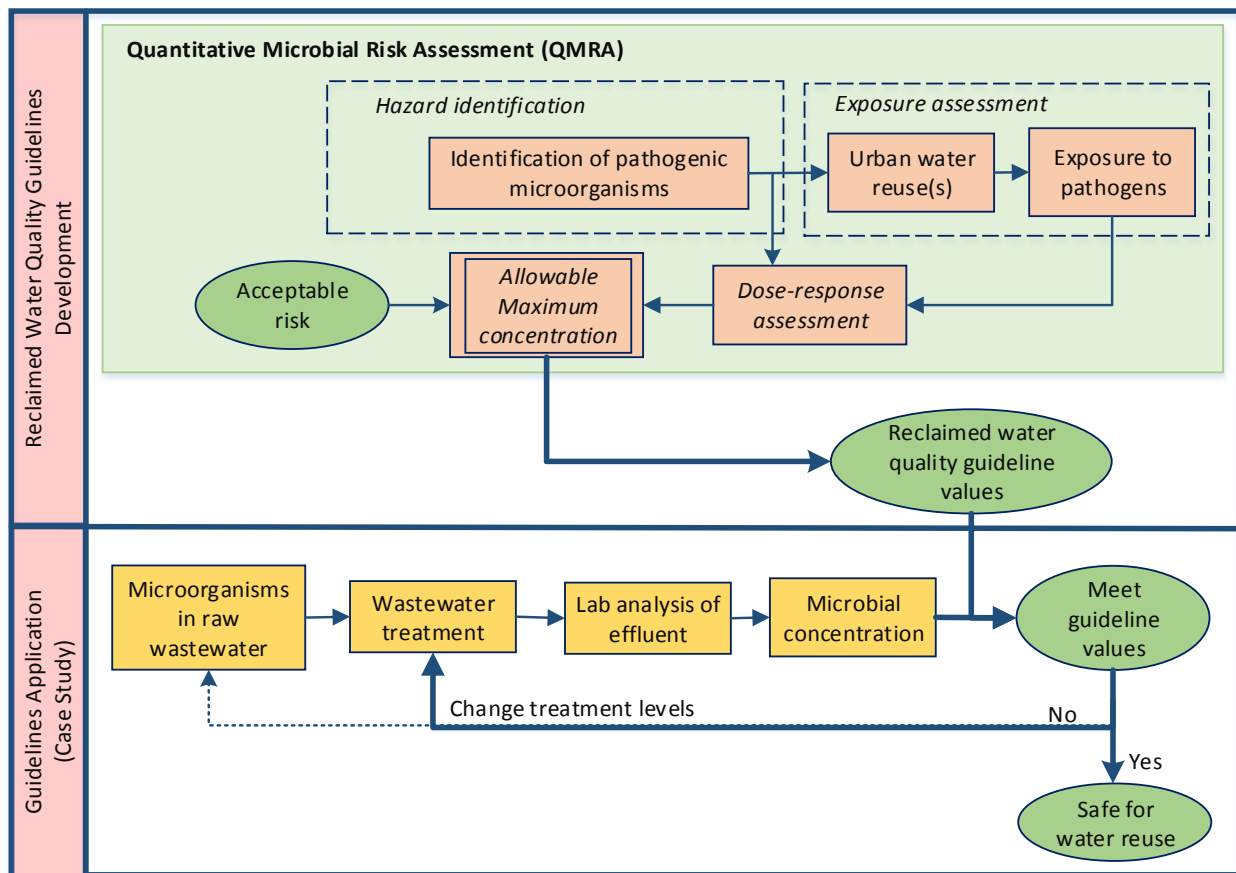 Reclaimed Water Quality Guidelines
Development
Quantitative Microbial Risk Assessment (QMRA)
Hazard identification
Exposure assessment
Identification of pathogenic
microorganisms
Urban water
reuse(s)
Exposure to
pathogens
Acceptable
risk
Allowable
Maximum
concentration
Dose-response
assessment
Reclaimed water
quality guideline
values
Guidelines Application
(Case Study)
Microorganisms
in raw
wastewater
Wastewater
treatment
Lab analysis of
effluent
Microbial
concentration
Meet
guideline
values
Change treatment levels
No
Yes
Safe for
water reuse